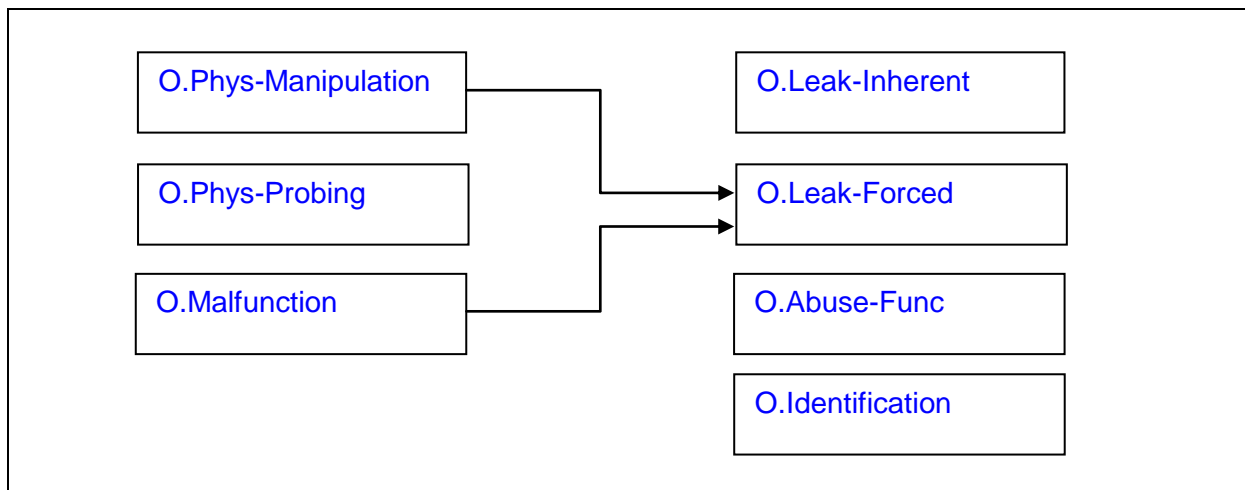 O.Phys-Manipulation
O.Leak-Inherent
O.Phys-Probing
O.Leak-Forced
O.Malfunction
O.Abuse-Func
O.Identification